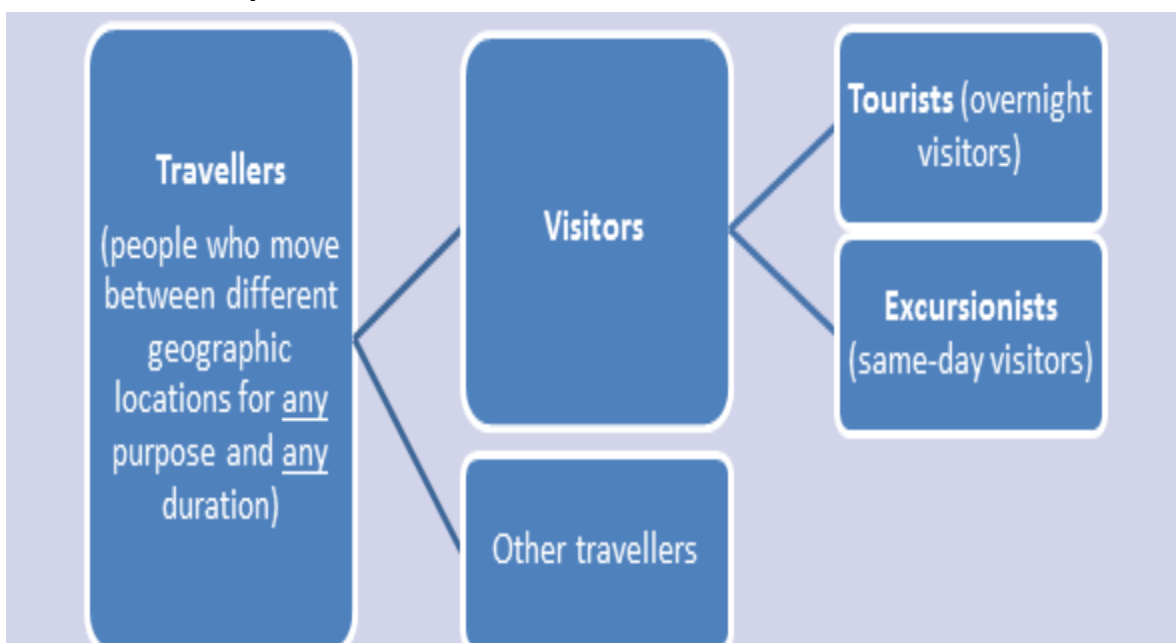 Travellers
(people who move
between different
geographic
locations for any
purpose and any
duration)
Visitors
Other travellers
Tourists (overnight
visitors)
Excursionists
(same-day visitors)